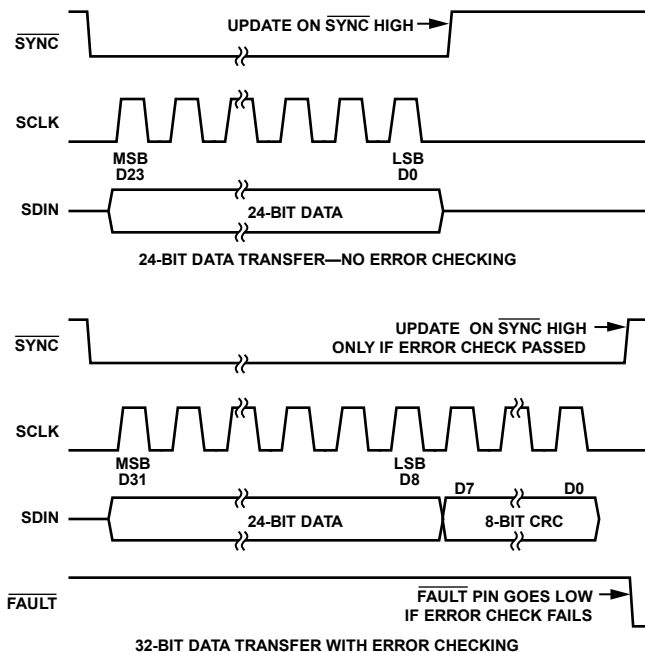 UPDATE ON SYNC HIGH
SYNC
SCLK
MSB
D23
LSB
D0
SDIN
24-BIT DATA
24-BIT DATA TRANSFER—NO ERROR CHECKING
UPDATE ON SYNC HIGH
ONLY IF ERROR CHECK PASSED
SYNC
SCLK
MSB
D31
LSB
D8
D7
D0
SDIN
24-BIT DATA
8-BIT CRC
FAULT PIN GOES LOW
IF ERROR CHECK FAILS
FAULT
32-BIT DATA TRANSFER WITH ERROR CHECKING